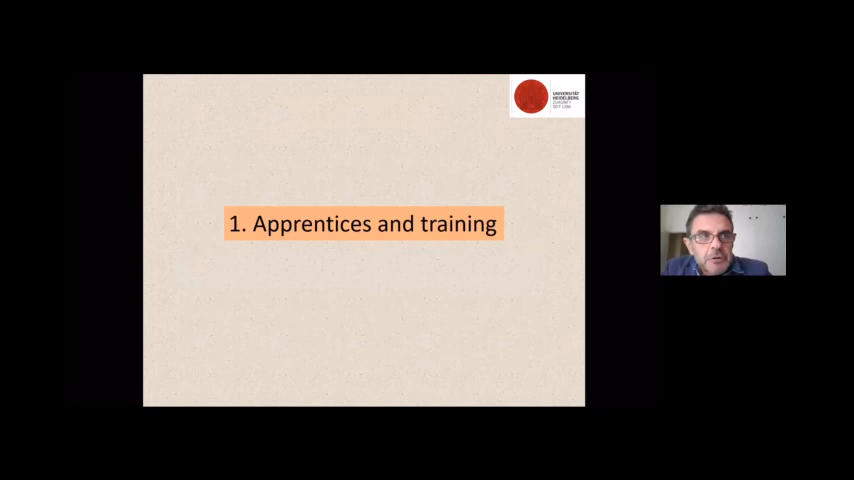 UNIVERSITÄT
HEIDELBERG
ZUKUNFT
SEIT 1386
1. Apprentices and training